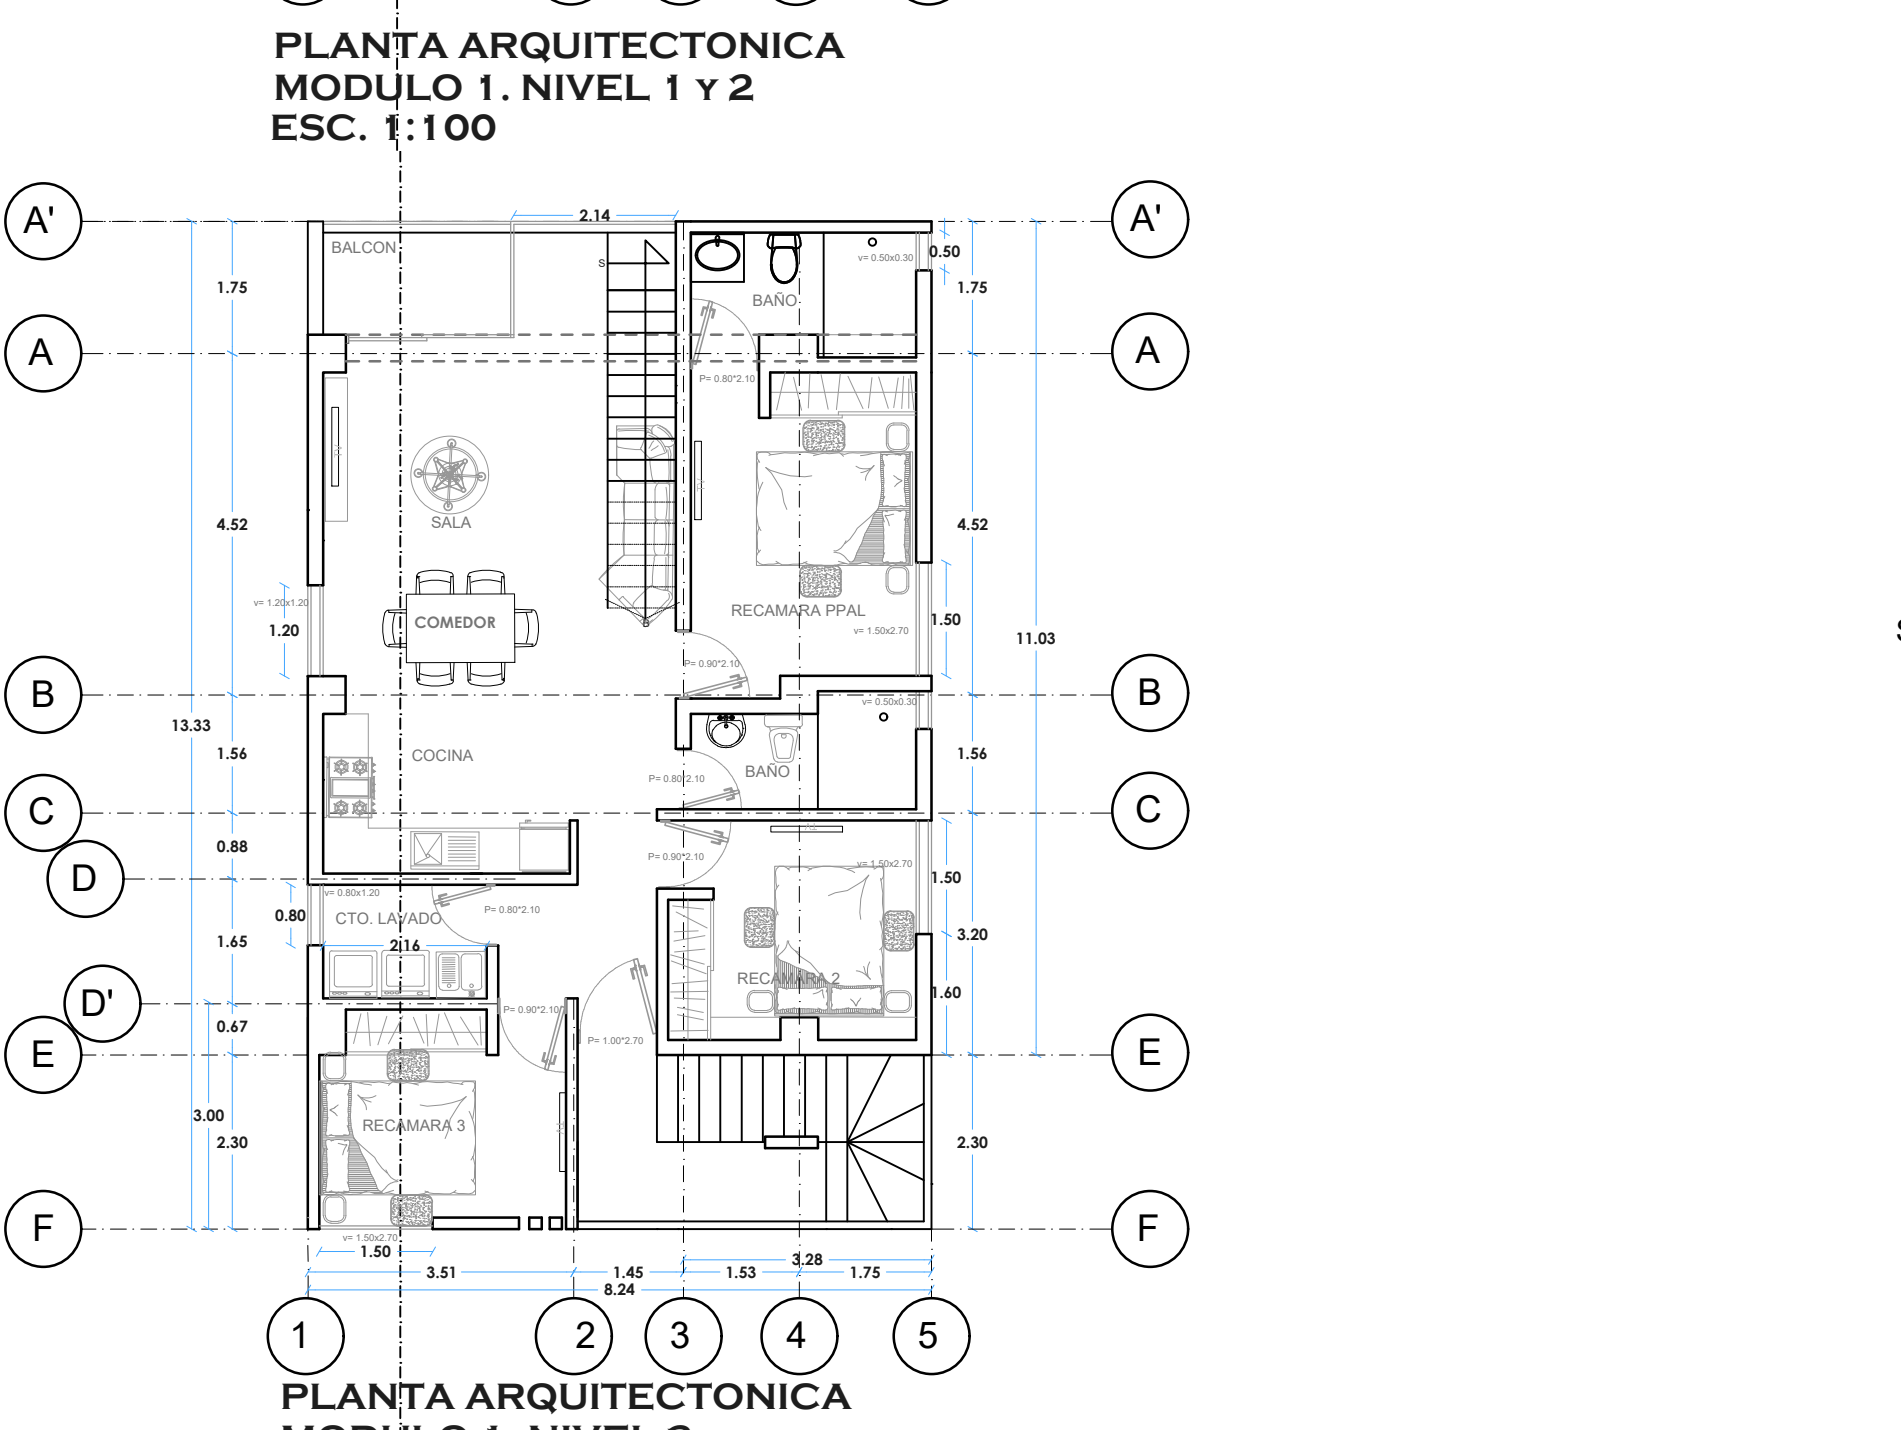 PLANTA ARQUITECTONICA
MODULO 1. NIVEL 1 Y 2
ESC. 1:100
A'
A'
2.14
BALCON
S
v= 0.50x0.30
0.50
1.75
BAÑO
1.75
A
A
P= 0.80*2.10
TV
TV
SALA
4.52
4.52
v= 1.20x1.20
1.20
COMEDOR
B
RECAMARA PPAL
v= 1.50x2.70
1.50
11.03
P= 0.90*2.10
B
B
v= 0.50x0.30
13.33
1.56
COCINA
BAÑO
P= 0.80*2.10
1.56
C
C
TV
0.88
P= 0.90*2.10
v= 1.50x2.70
1.50
D
v= 0.80x1.20
0.80
CTO. LAVADO
P= 0.80*2.10
1.65
2.16
3.20
RECAMARA 2
1.60
D'
P= 0.90*2.10
0.67
P= 1.00*2.70
E
E
3.00
2.30
RECAMARA 3
TV
2.30
F
F
v= 1.50x2.70
1.50
3.28
3.51
1.45
1.53
1.75
8.24
1
2
3
4
5
PLANTA ARQUITECTONICA